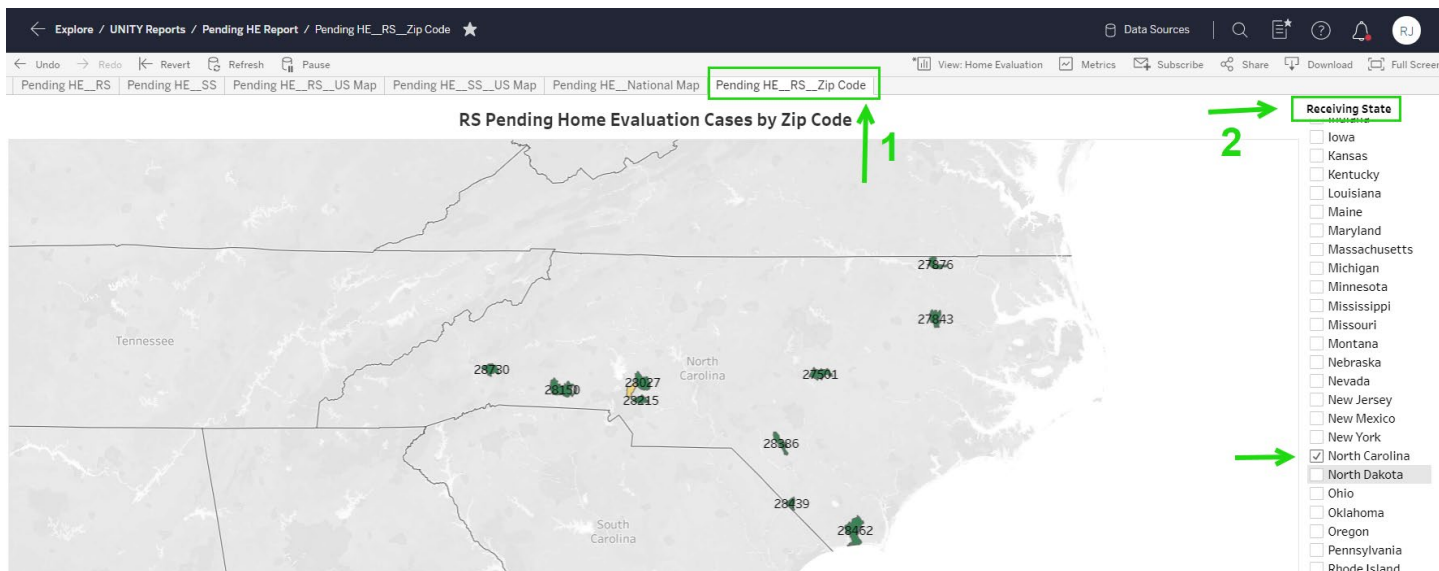 Explore / UNITY Reports / Pending HE Report / Pending HE__RS__Zip Code
Data Sources
RJ
Undo Redo Revert Refresh Pause
View: Home Evaluation Metrics Subscribe Share Download Full Screen
Pending HE__RS Pending HE__SS Pending HE__RS__US Map Pending HE__SS__US Map Pending HE__National Map Pending HE__RS__Zip Code
RS Pending Home Evaluation Cases by Zip Code
1
2
Receiving State
Indiana
Iowa
Kansas
Kentucky
Louisiana
Maine
Maryland
Massachusetts
Michigan
Minnesota
Mississippi
Missouri
Montana
Nebraska
Nevada
New Jersey
New Mexico
New York
North Carolina
North Dakota
Ohio
Oklahoma
Oregon
Pennsylvania
Rhode Island
27876
27843
Tennessee
North
Carolina
28730
28150
28027
28215
27501
28386
28439
28462
South
Carolina